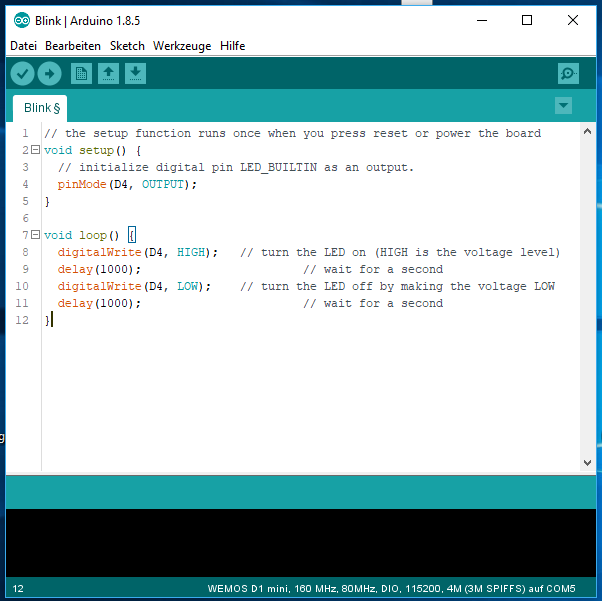 Blink | Arduino 1.8.5
Datei Bearbeiten Sketch Werkzeuge Hilfe
Blink §
1 // the setup function runs once when you press reset or power the board
2 void setup() {
3 // initialize digital pin LED_BUILTIN as an output.
4 pinMode(D4, OUTPUT);
5 }
6
7 void loop() {
8 digitalWrite(D4, HIGH); // turn the LED on (HIGH is the voltage level)
9 delay(1000); // wait for a second
10 digitalWrite(D4, LOW); // turn the LED off by making the voltage LOW
11 delay(1000); // wait for a second
12 }
g
12 WEMOS D1 mini, 160 MHz, 80MHz, DIO, 115200, 4M (3M SPIFFS) auf COM5